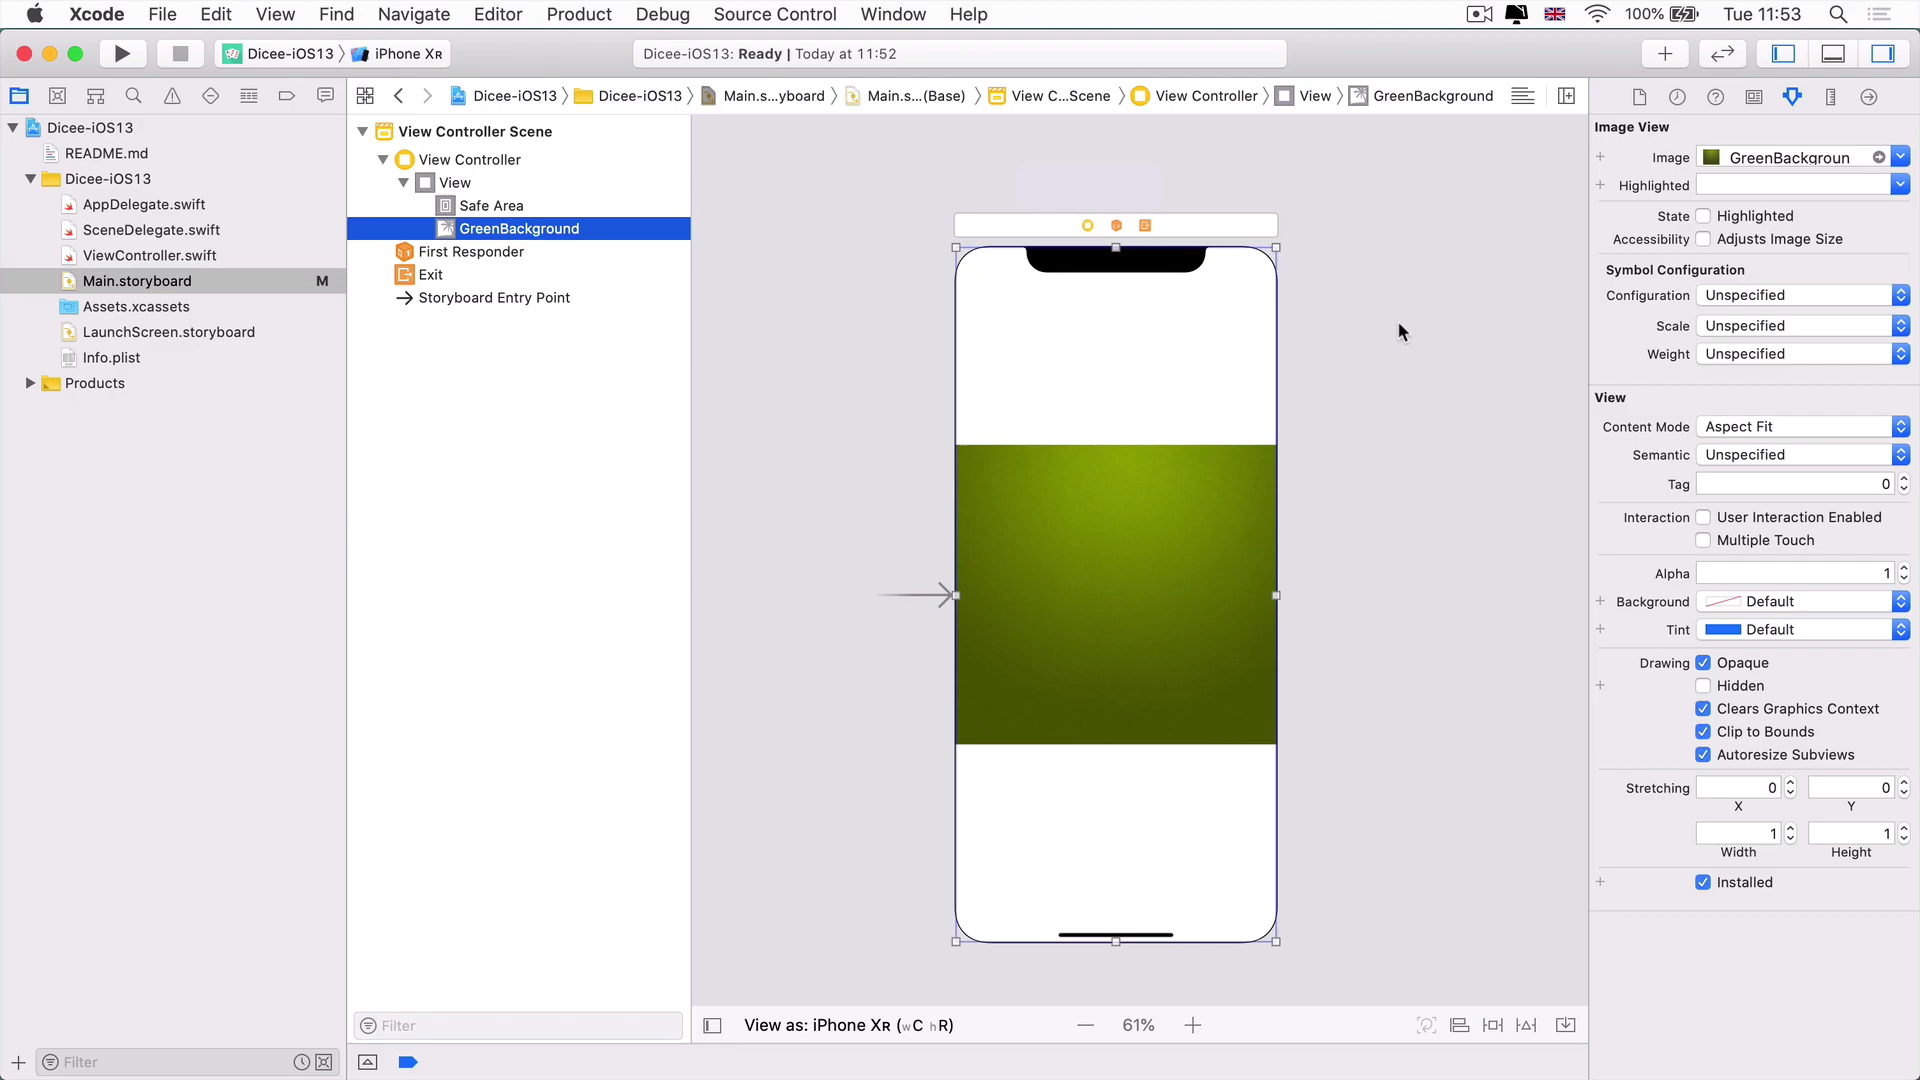 Xcode File Edit View Find Navigate Editor Product Debug Source Control Window Help 100% Tue 11:53
Dicee-iOS13 iPhone XR Dicee-iOS13: Ready | Today at 11:52
Dicee-iOS13 Dicee-iOS13 Main.s...yboard Main.s...(Base) View C...Scene View Controller View GreenBackground
Dicee-iOS13
README.md
Dicee-iOS13
AppDelegate.swift
SceneDelegate.swift
ViewController.swift
Main.storyboard M
Assets.xcassets
LaunchScreen.storyboard
Info.plist
Products
Filter
View Controller Scene
View Controller
View
Safe Area
GreenBackground
First Responder
Exit
Storyboard Entry Point
Filter
View as: iPhone XR (wC hR) 61%
Image View
Image GreenBackgroun
Highlighted
State Highlighted
Accessibility Adjusts Image Size
Symbol Configuration
Configuration Unspecified
Scale Unspecified
Weight Unspecified
View
Content Mode Aspect Fit
Semantic Unspecified
Tag 0
Interaction User Interaction Enabled
Multiple Touch
Alpha 1
Background Default
Tint Default
Drawing Opaque
Hidden
Clears Graphics Context
Clip to Bounds
Autoresize Subviews
Stretching 0 0
X Y
1 1
Width Height
Installed